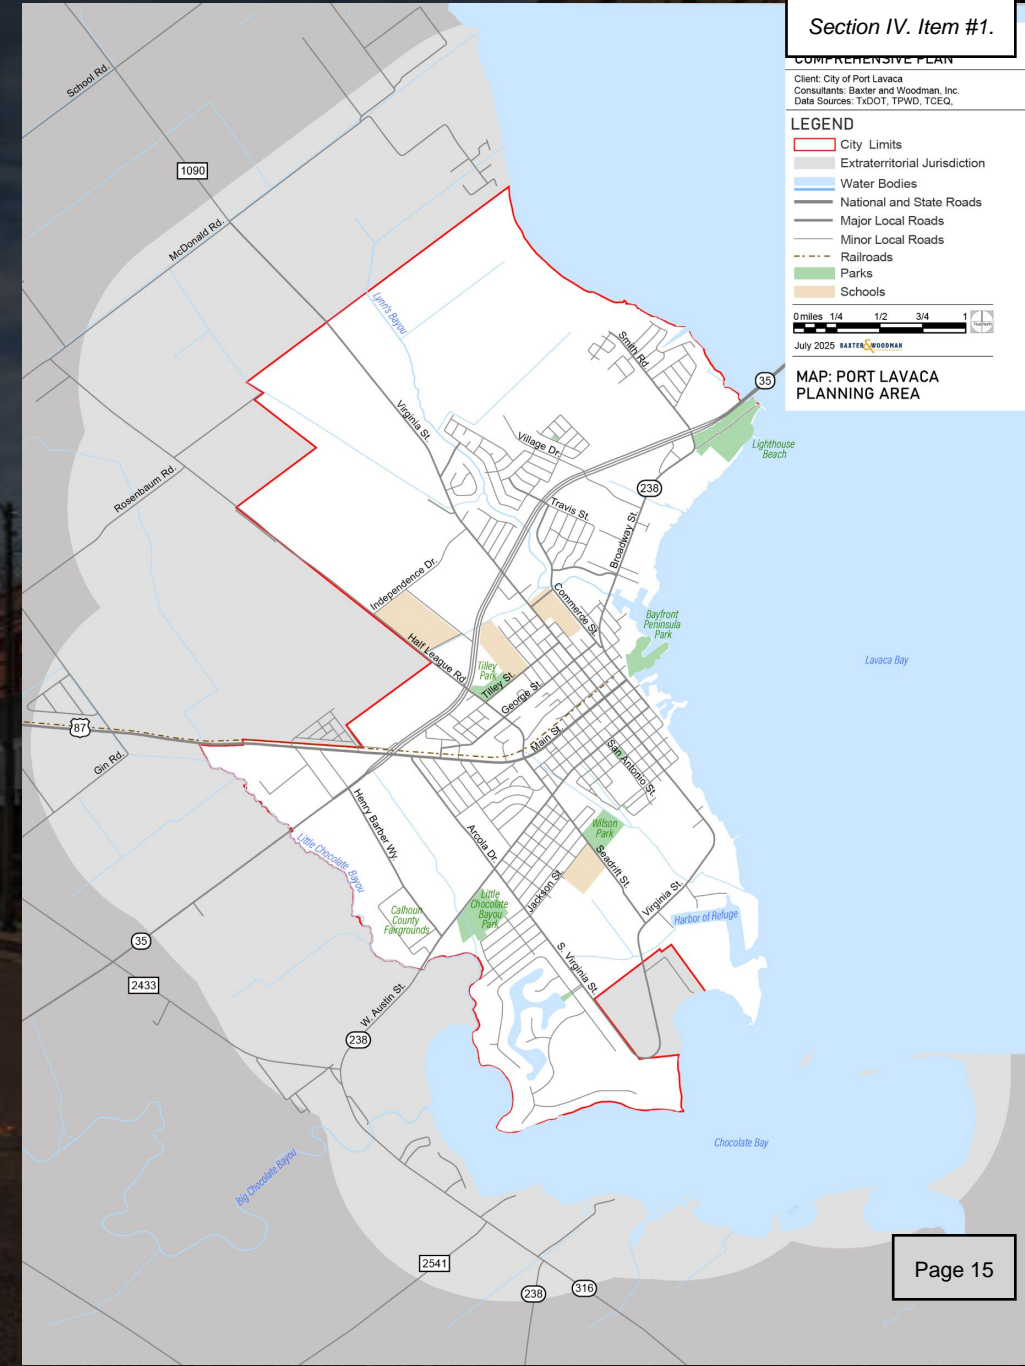 Section IV. Item #1.
COMPREHENSIVE PLAN
Client: City of Port Lavaca
Consultants: Baxter and Woodman, Inc.
Data Sources: TxDOT, TPWD, TCEQ,
LEGEND
City Limits
Extraterritorial Jurisdiction
Water Bodies
National and State Roads
Major Local Roads
Minor Local Roads
Railroads
Parks
Schools
0 miles 1/4 1/2 3/4 1
July 2025 BAXTER & WOODMAN
MAP: PORT LAVACA
PLANNING AREA
School Rd.
1090
McDonald Rd.
Lynn's Bayou
Smith Rd.
35
Virginia St.
Village Dr.
Lighthouse
Beach
Rosenbaum Rd.
238
Travis St.
Broadway St.
Independence Dr.
Commerce St.
Bayfront
Peninsula
Park
Half League Rd.
Tilley
Park
Tilley St.
George St.
Lavaca Bay
87
Gin Rd.
Main St.
San Antonio St.
Henry Barber Wy.
Arcola Dr.
Wilson
Park
Little Chocolate Bayou
Seadrift St.
Jackson St.
Virginia St.
Little
Chocolate
Bayou
Park
Calhoun
County
Fairgrounds
Harbor of Refuge
35
S. Virginia St.
2433
W. Austin St.
238
Chocolate Bay
Big Chocolate Bayou
2541
238
316
Page 15